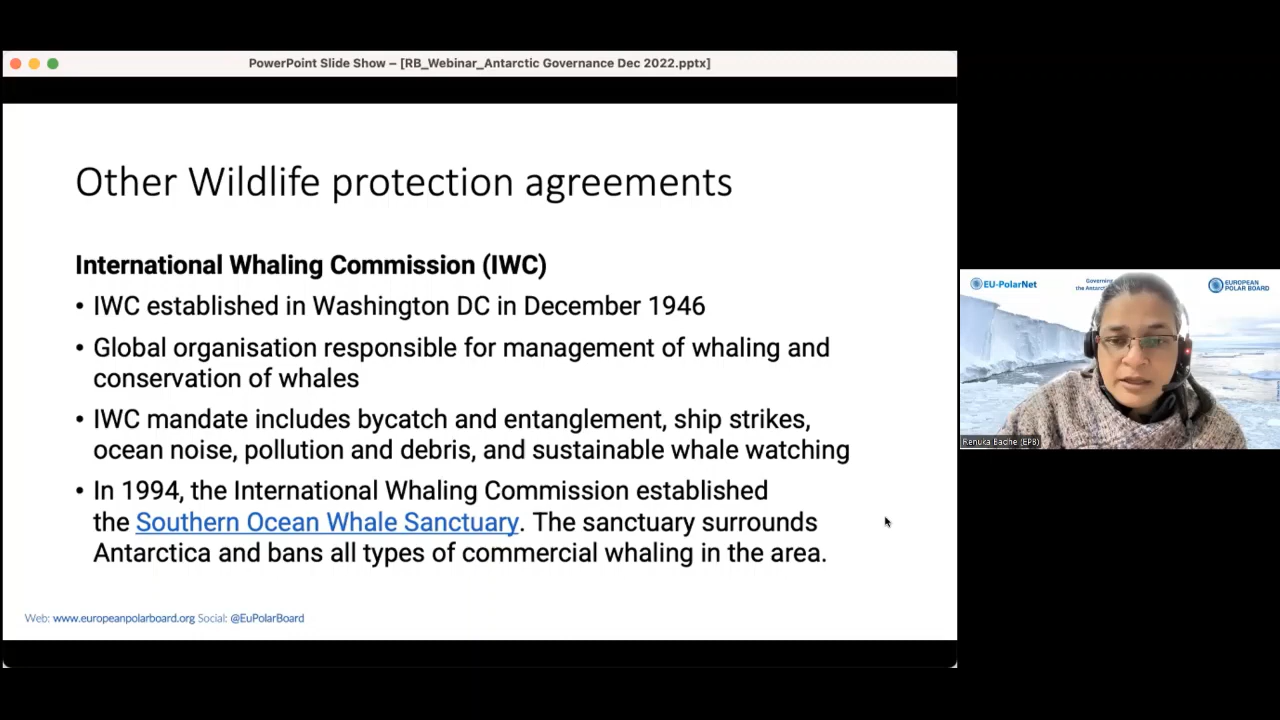 PowerPoint Slide Show – [RB_Webinar_Antarctic Governance Dec 2022.pptx]
Other Wildlife protection agreements
International Whaling Commission (IWC)
• IWC established in Washington DC in December 1946
• Global organisation responsible for management of whaling and
conservation of whales
• IWC mandate includes bycatch and entanglement, ship strikes,
ocean noise, pollution and debris, and sustainable whale watching
• In 1994, the International Whaling Commission established
the Southern Ocean Whale Sanctuary. The sanctuary surrounds
Antarctica and bans all types of commercial whaling in the area.
Web: www.europeanpolarboard.org Social: @EuPolarBoard
EU-PolarNet
Governing
the Antarc
EUROPEAN
POLAR BOARD
Renuka Badhe (EPB)